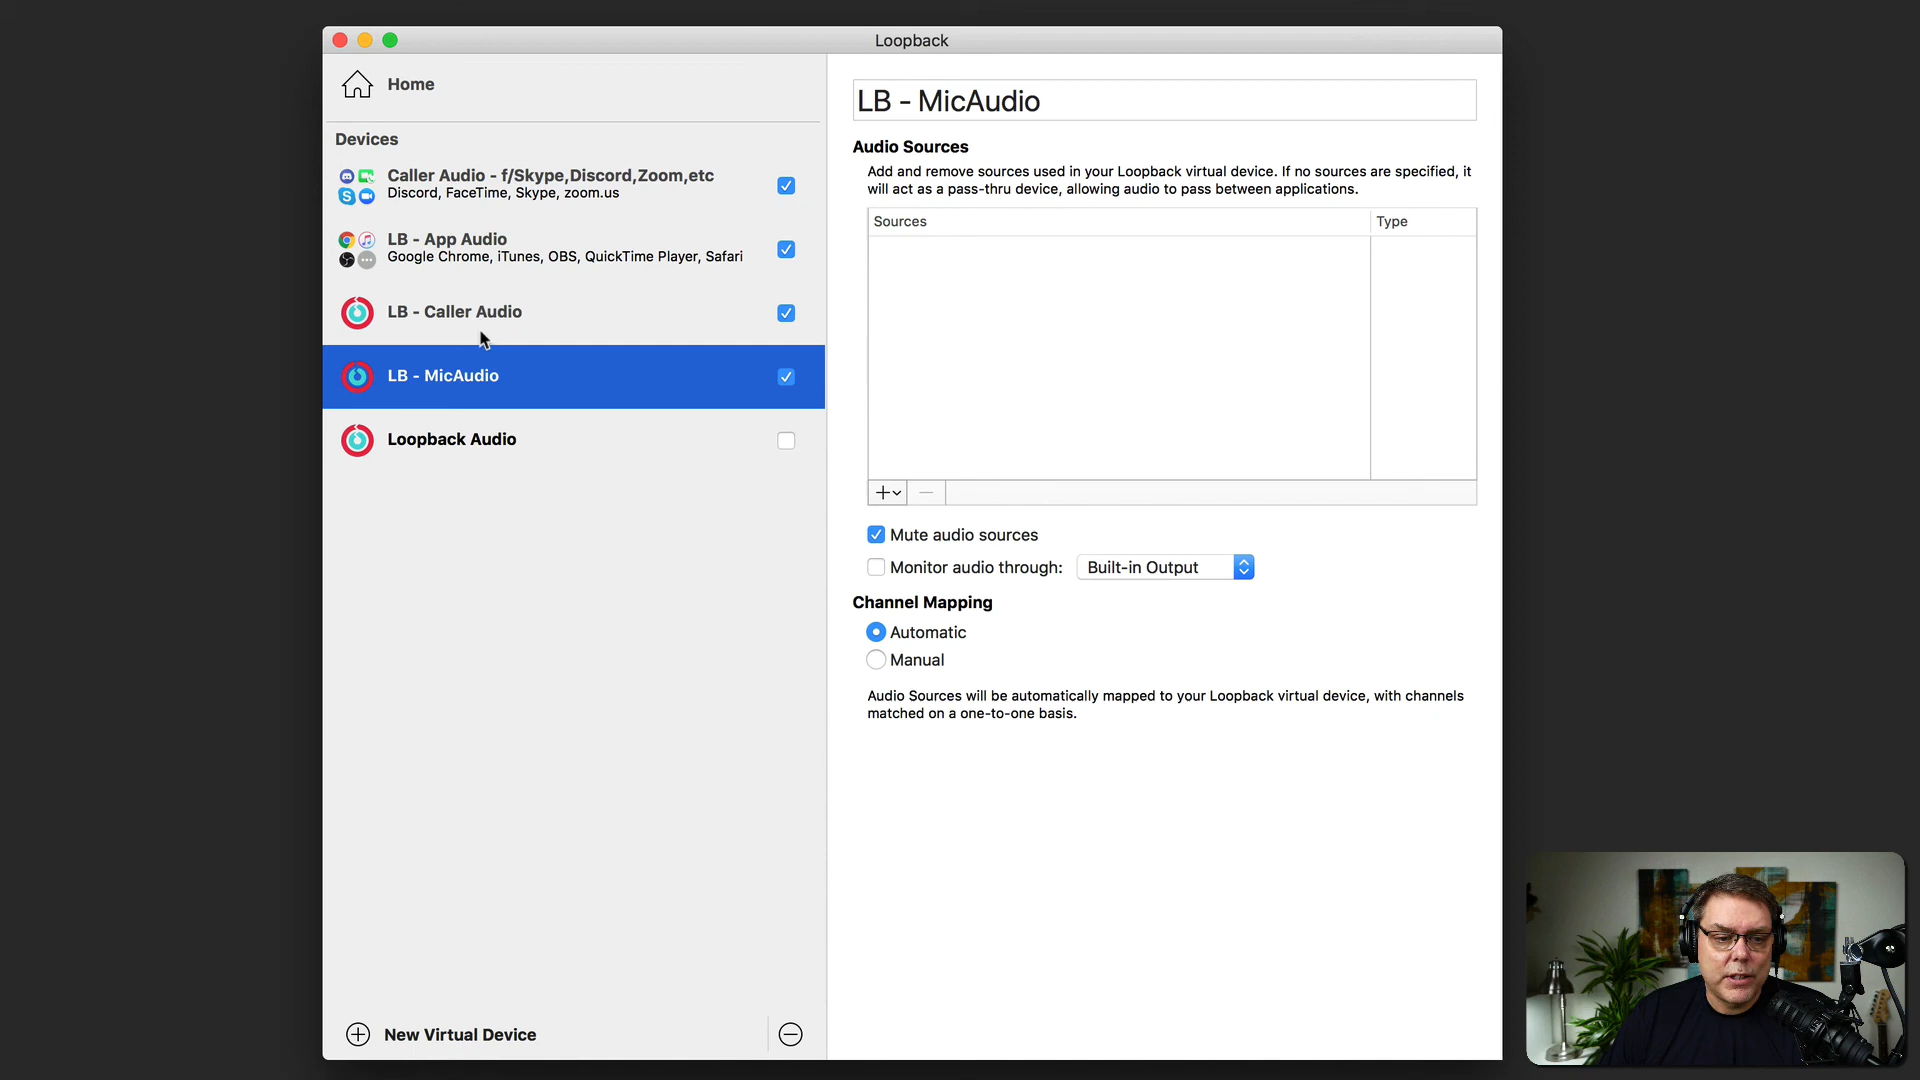 Loopback
Home
Devices
Caller Audio - f/Skype,Discord,Zoom,etc
Discord, FaceTime, Skype, zoom.us
LB - App Audio
Google Chrome, iTunes, OBS, QuickTime Player, Safari
LB - Caller Audio
LB - MicAudio
Loopback Audio
New Virtual Device
LB - MicAudio
Audio Sources
Add and remove sources used in your Loopback virtual device. If no sources are specified, it
will act as a pass-thru device, allowing audio to pass between applications.
Sources Type
Mute audio sources
Monitor audio through: Built-in Output
Channel Mapping
Automatic
Manual
Audio Sources will be automatically mapped to your Loopback virtual device, with channels
matched on a one-to-one basis.